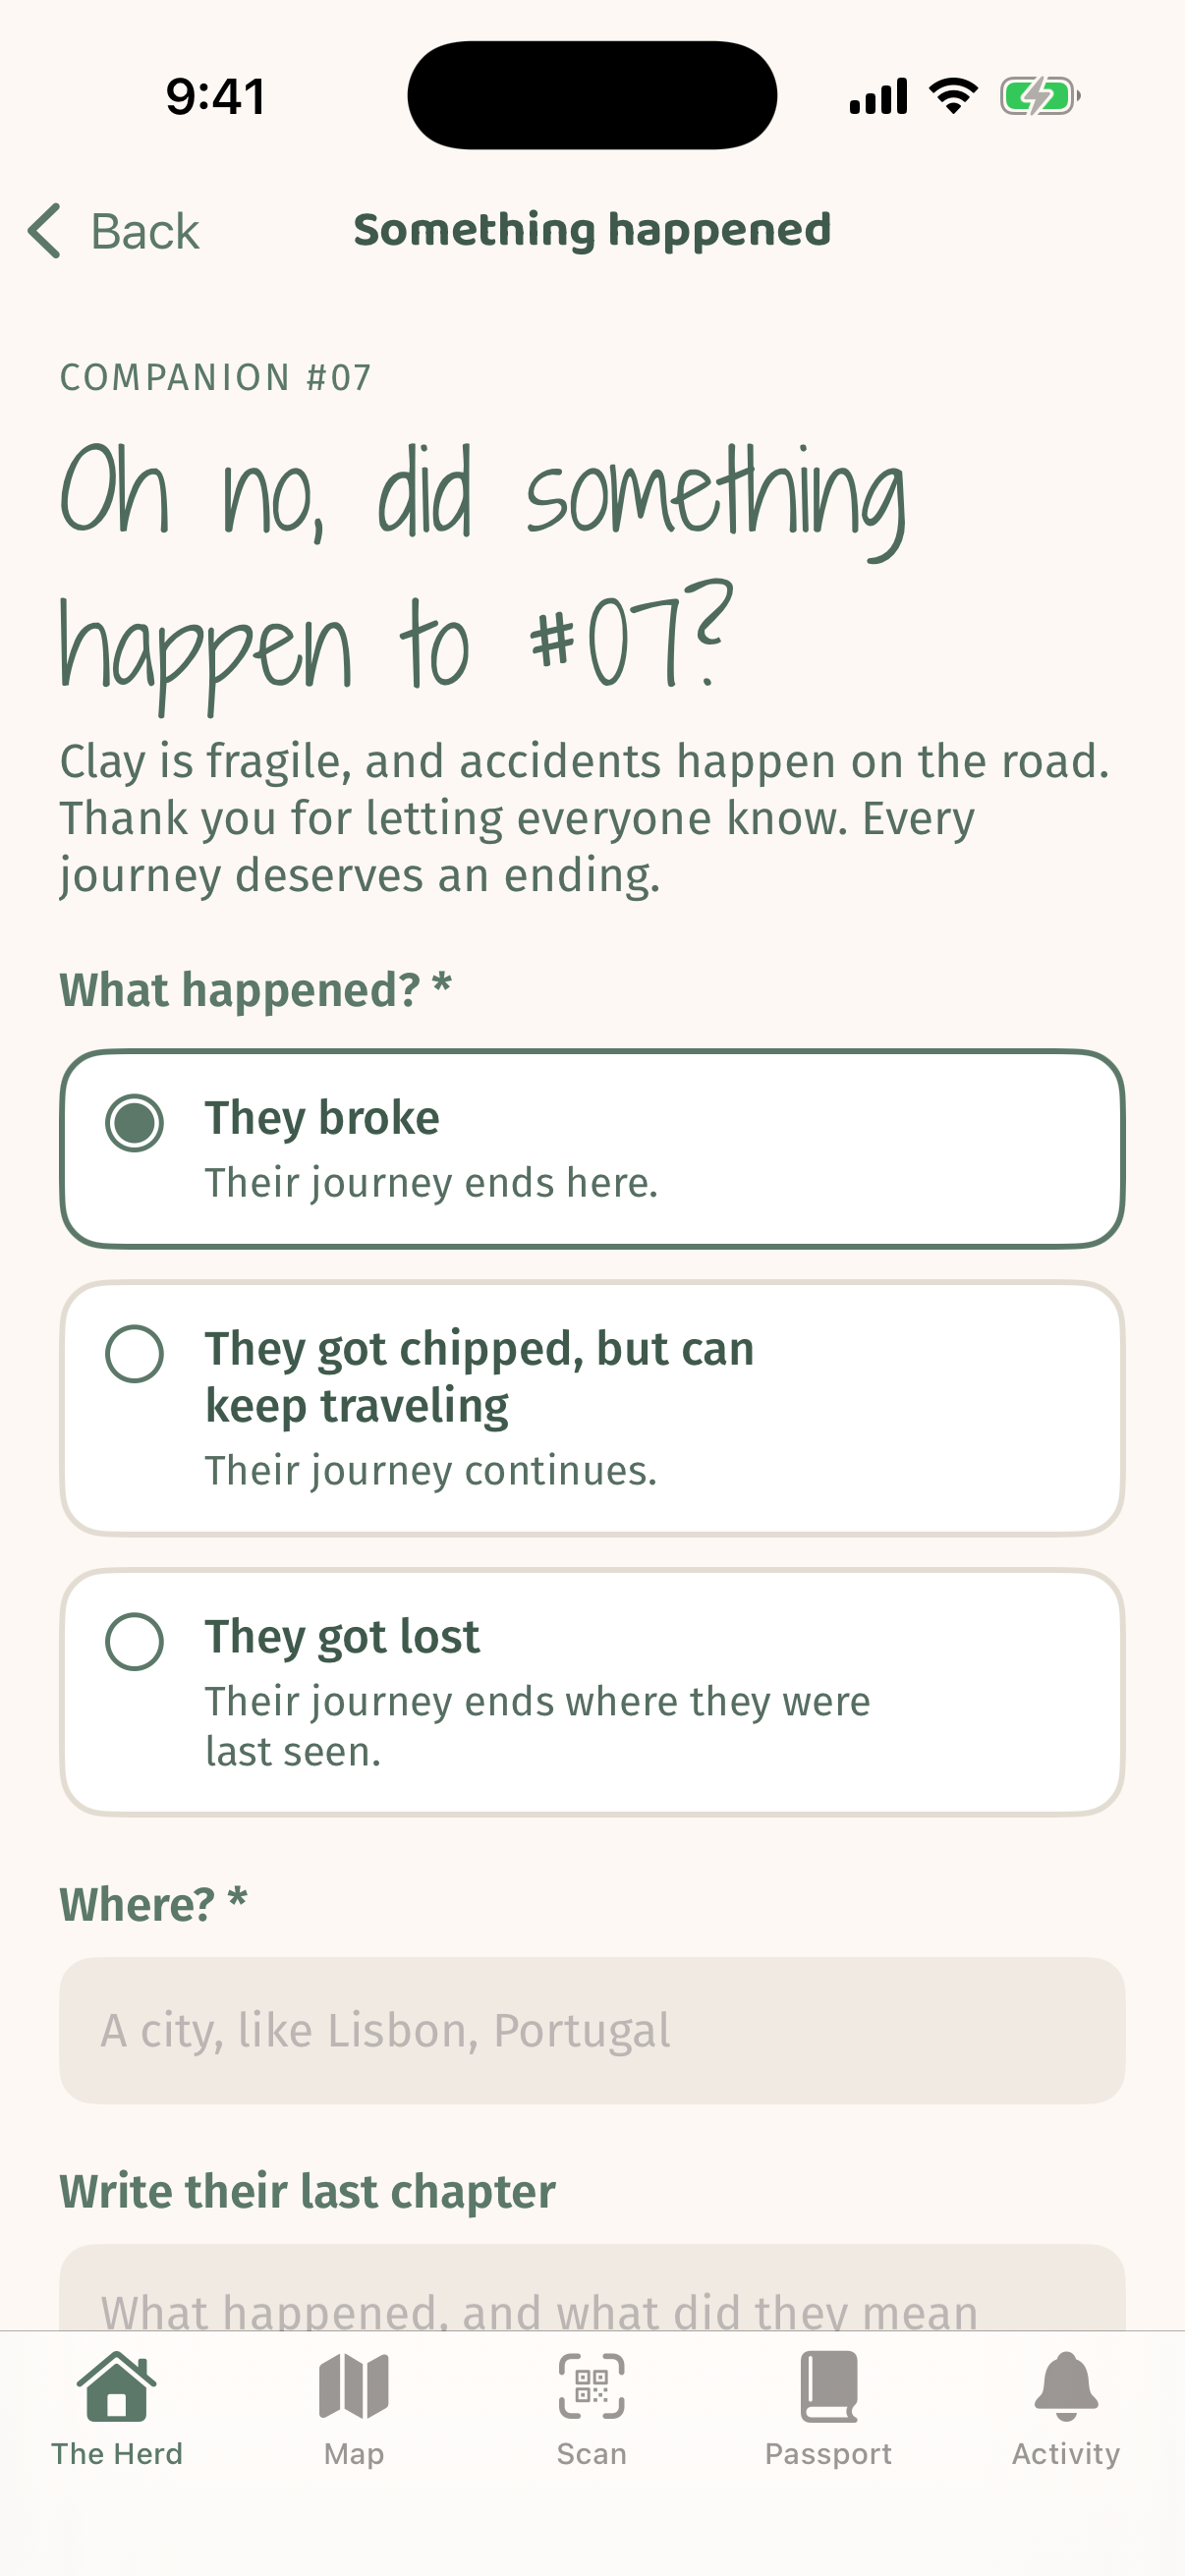 9:41
Back
Something happened
COMPANION #07
Oh no, did something
happen to #07?
Clay is fragile, and accidents happen on the road.
Thank you for letting everyone know. Every
journey deserves an ending.
What happened? *
They broke
Their journey ends here.
They got chipped, but can
keep traveling
Their journey continues.
They got lost
Their journey ends where they were
last seen.
Where? *
A city, like Lisbon, Portugal
Write their last chapter
What happened, and what did they mean
The Herd
Map
Scan
Passport
Activity